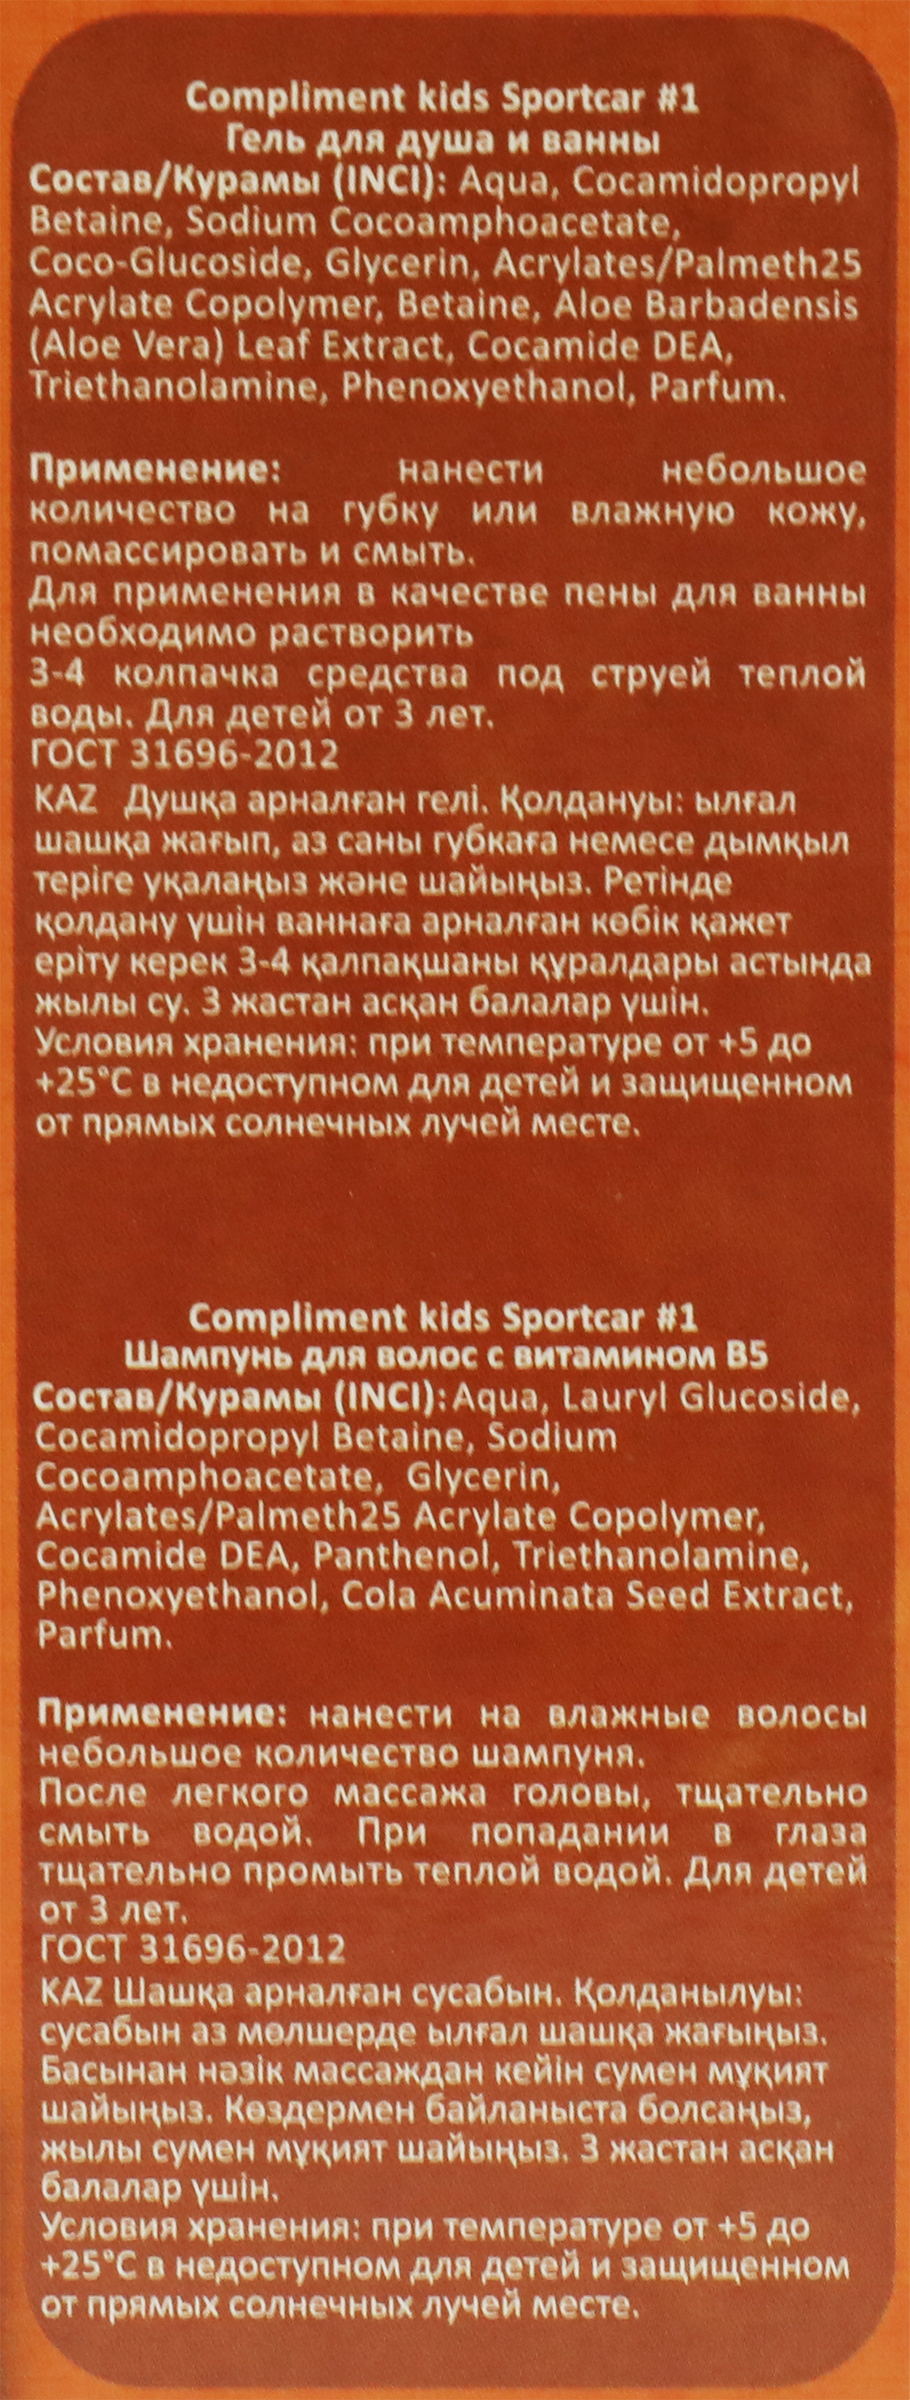 Compliment kids Sportcar #1
Гель для душа и ванны
Состав/Курамы (INCI): Aqua, Cocamidopropyl
Betaine, Sodium Cocoamphoacetate,
Coco-Glucoside, Glycerin, Acrylates/Palmeth25
Acrylate Copolymer, Betaine, Aloe Barbadensis
(Aloe Vera) Leaf Extract, Cocamide DEA,
Triethanolamine, Phenoxyethanol, Parfum.
Применение: нанести небольшое
количество на губку или влажную кожу,
помассировать и смыть.
Для применения в качестве пены для ванны
необходимо растворить
3-4 колпачка средства под струей теплой
воды. Для детей от 3 лет.
ГОСТ 31696-2012
KAZ Душқа арналған гелі. Қолдануы: ылғал
шашқа жағып, аз саны губкаға немесе дымқыл
теріге уқалаңыз және шайыңыз. Ретінде
қолдану үшін ваннаға арналған көбік қажет
еріту керек 3-4 қалпақшаны құралдары астында
жылы су. 3 жастан асқан балалар үшін.
Условия хранения: при температуре от +5 до
+25°С в недоступном для детей и защищенном
от прямых солнечных лучей месте.
Compliment kids Sportcar #1
Шампунь для волос с витамином В5
Состав/Курамы (INCI): Aqua, Lauryl Glucoside,
Cocamidopropyl Betaine, Sodium
Cocoamphoacetate, Glycerin,
Acrylates/Palmeth25 Acrylate Copolymer,
Cocamide DEA, Panthenol, Triethanolamine,
Phenoxyethanol, Cola Acuminata Seed Extract,
Parfum.
Применение: нанести на влажные волосы
небольшое количество шампуня.
После легкого массажа головы, тщательно
смыть водой. При попадании в глаза
тщательно промыть теплой водой. Для детей
от 3 лет.
ГОСТ 31696-2012
KAZ Шашқа арналған сусабын. Қолданылуы:
сусабын аз мөлшерде ылғал шашқа жағыңыз.
Басынан нәзік массаждан кейін сумен мұқият
шайыңыз. Көздермен байланыста болсаңыз,
жылы сумен мұқият шайыңыз. 3 жастан асқан
балалар үшін.
Условия хранения: при температуре от +5 до
+25°С в недоступном для детей и защищенном
от прямых солнечных лучей месте.